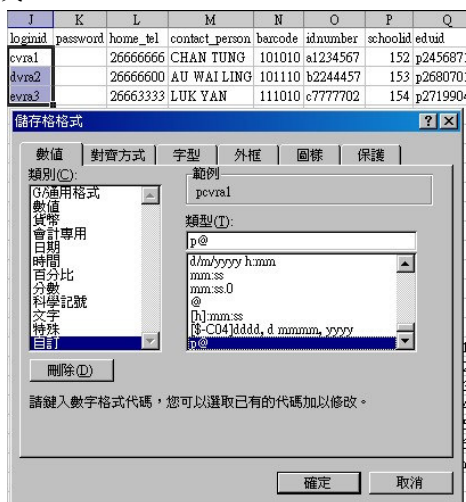 J K L M N O P Q
loginid password home_tel contact_person barcode idnumber schoolid eduid
cvra1 26666666 CHAN TUNG 101010 a1234567 152 p245687
dvra2 26666600 AU WAI LING 101110 b2244457 153 p268070
evra3 26663333 LUK YAN 111010 c7777702 154 p271990
儲存格格式
數值 對齊方式 字型 外框 圖樣 保護
類別(C):
G/通用格式
數值
貨幣
會計專用
日期
時間
百分比
分數
科學記號
文字
特殊
自訂
範例
pcvra1
類型(T):
p@
d/m/yyyy h:mm
mm:ss
mm:ss.0
@
[h]:mm:ss
[$-C04]dddd, d mmmm, yyyy
p@
刪除(D)
請鍵入數字格式代碼，您可以選取已有的代碼加以修改。
確定 取消